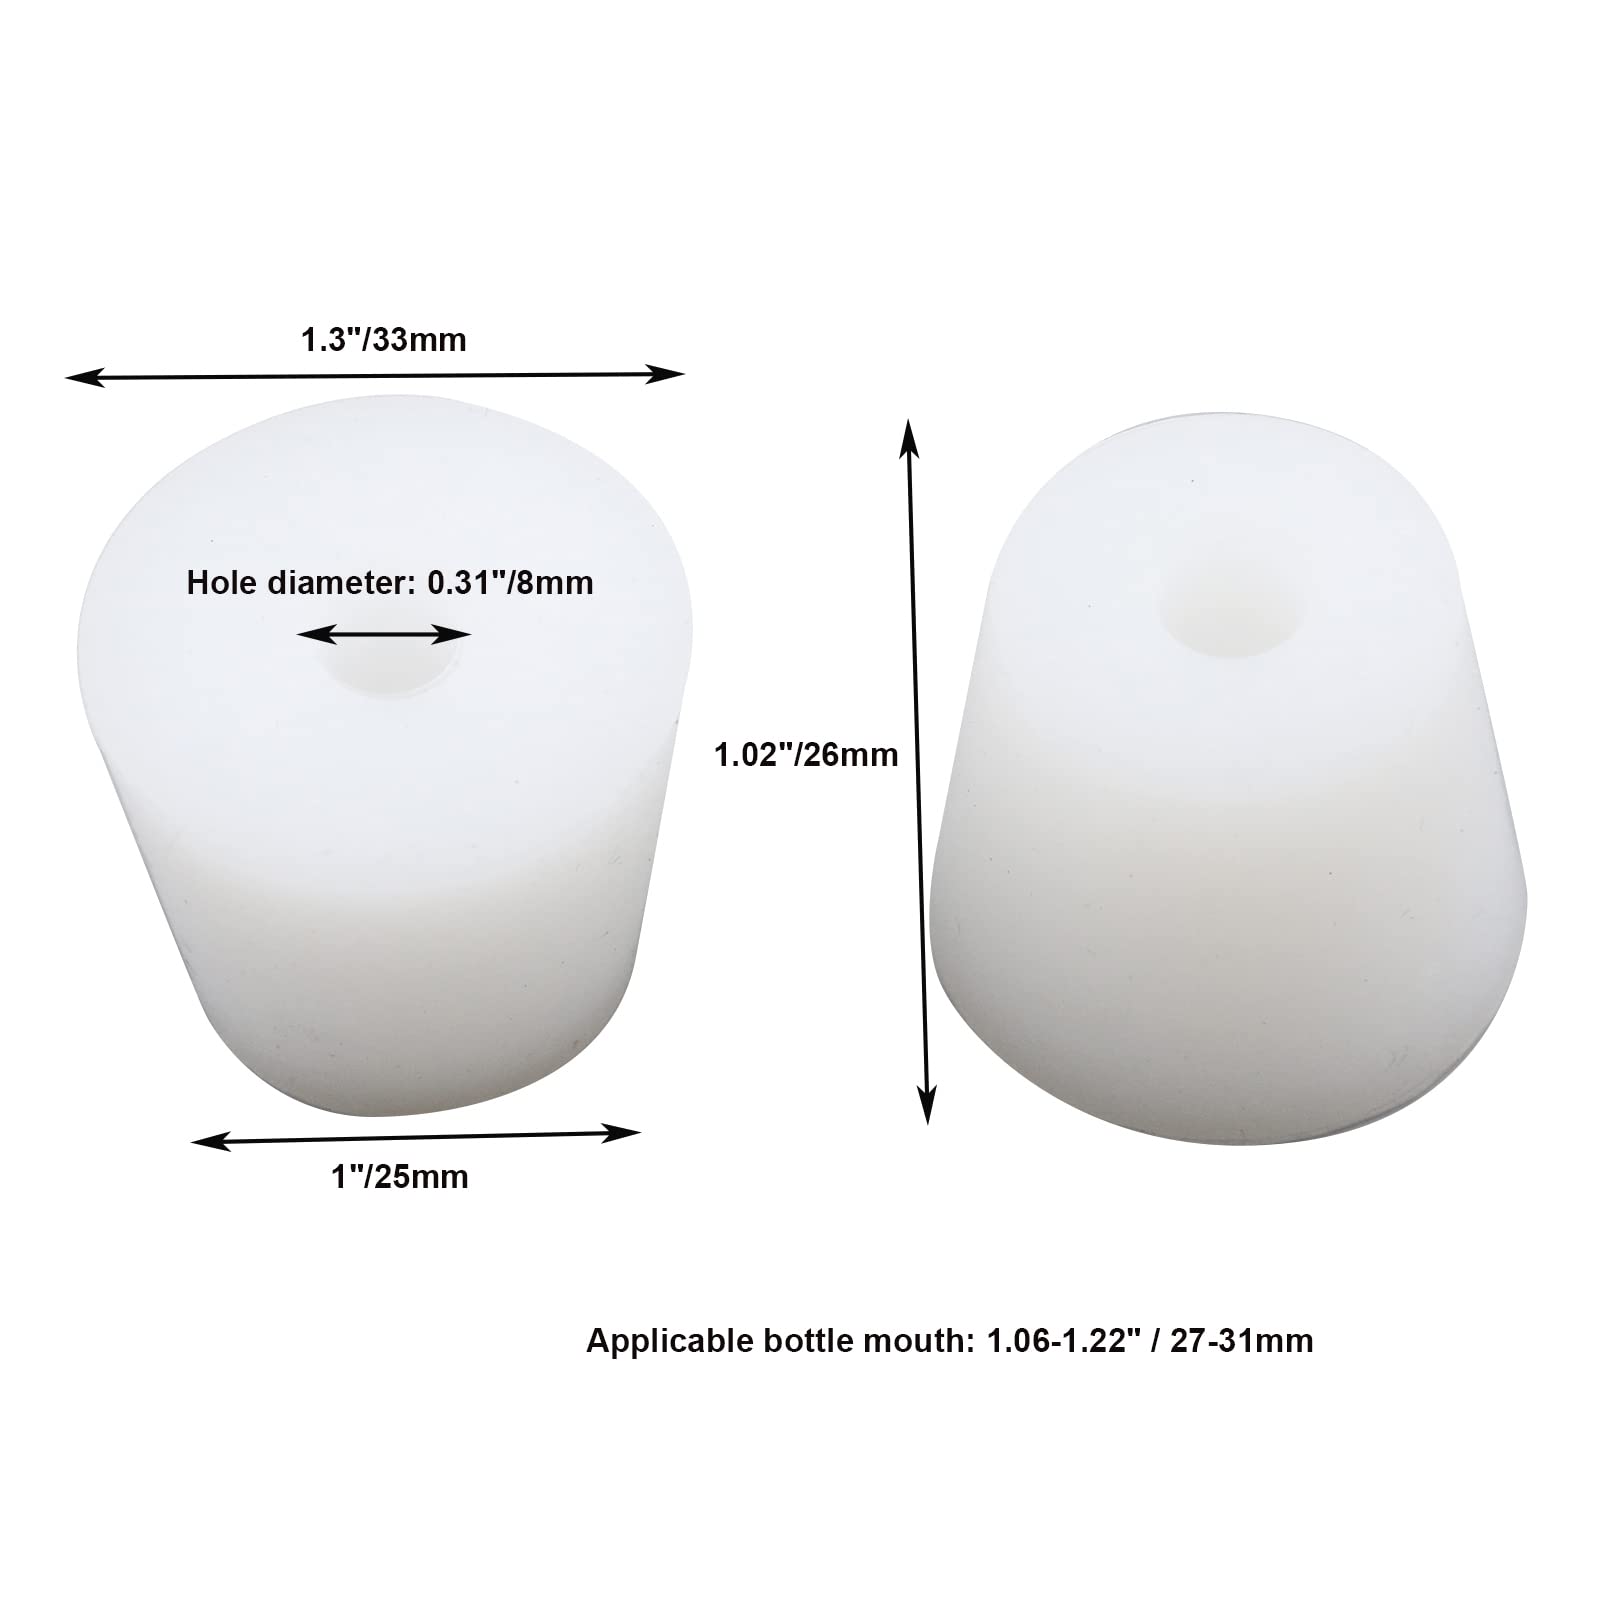 1.3"/33mm
Hole diameter: 0.31"/8mm
1.02"/26mm
1"/25mm
Applicable bottle mouth: 1.06-1.22" / 27-31mm